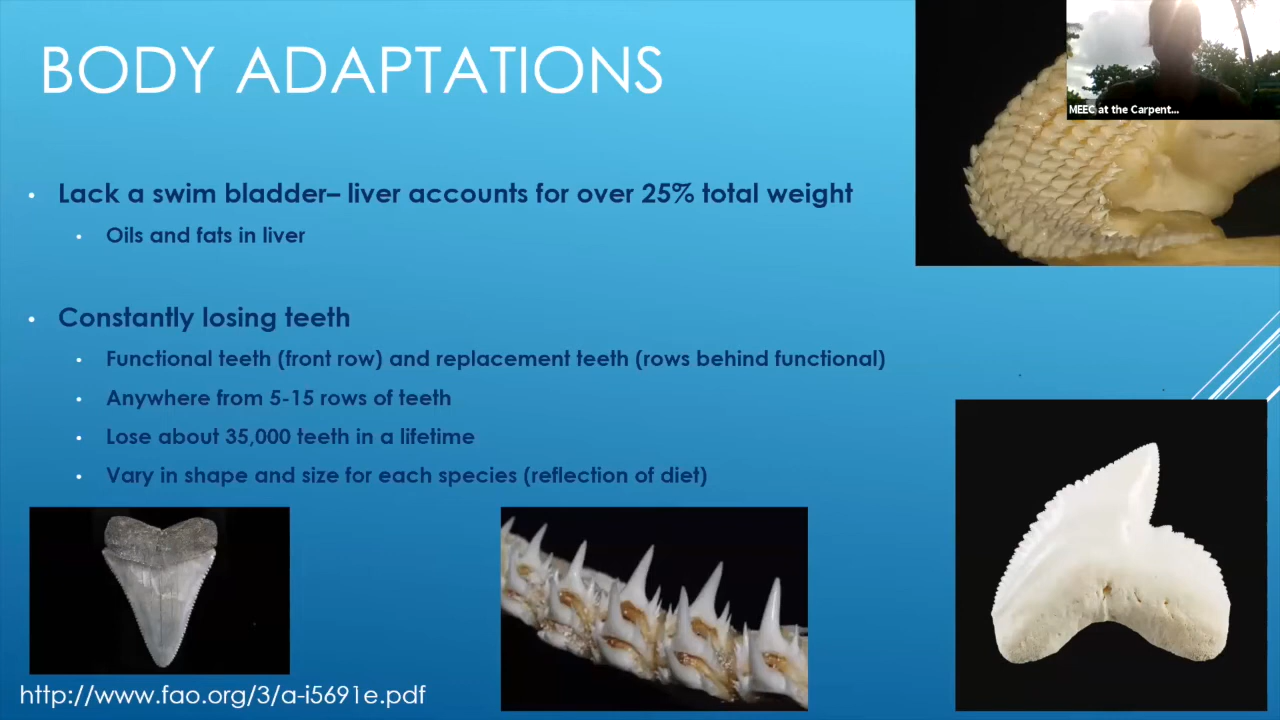 BODY ADAPTATIONS
MEEC at the Carpent...
• Lack a swim bladder– liver accounts for over 25% total weight
• Oils and fats in liver
• Constantly losing teeth
• Functional teeth (front row) and replacement teeth (rows behind functional)
• Anywhere from 5-15 rows of teeth
• Lose about 35,000 teeth in a lifetime
• Vary in shape and size for each species (reflection of diet)
http://www.fao.org/3/a-i5691e.pdf